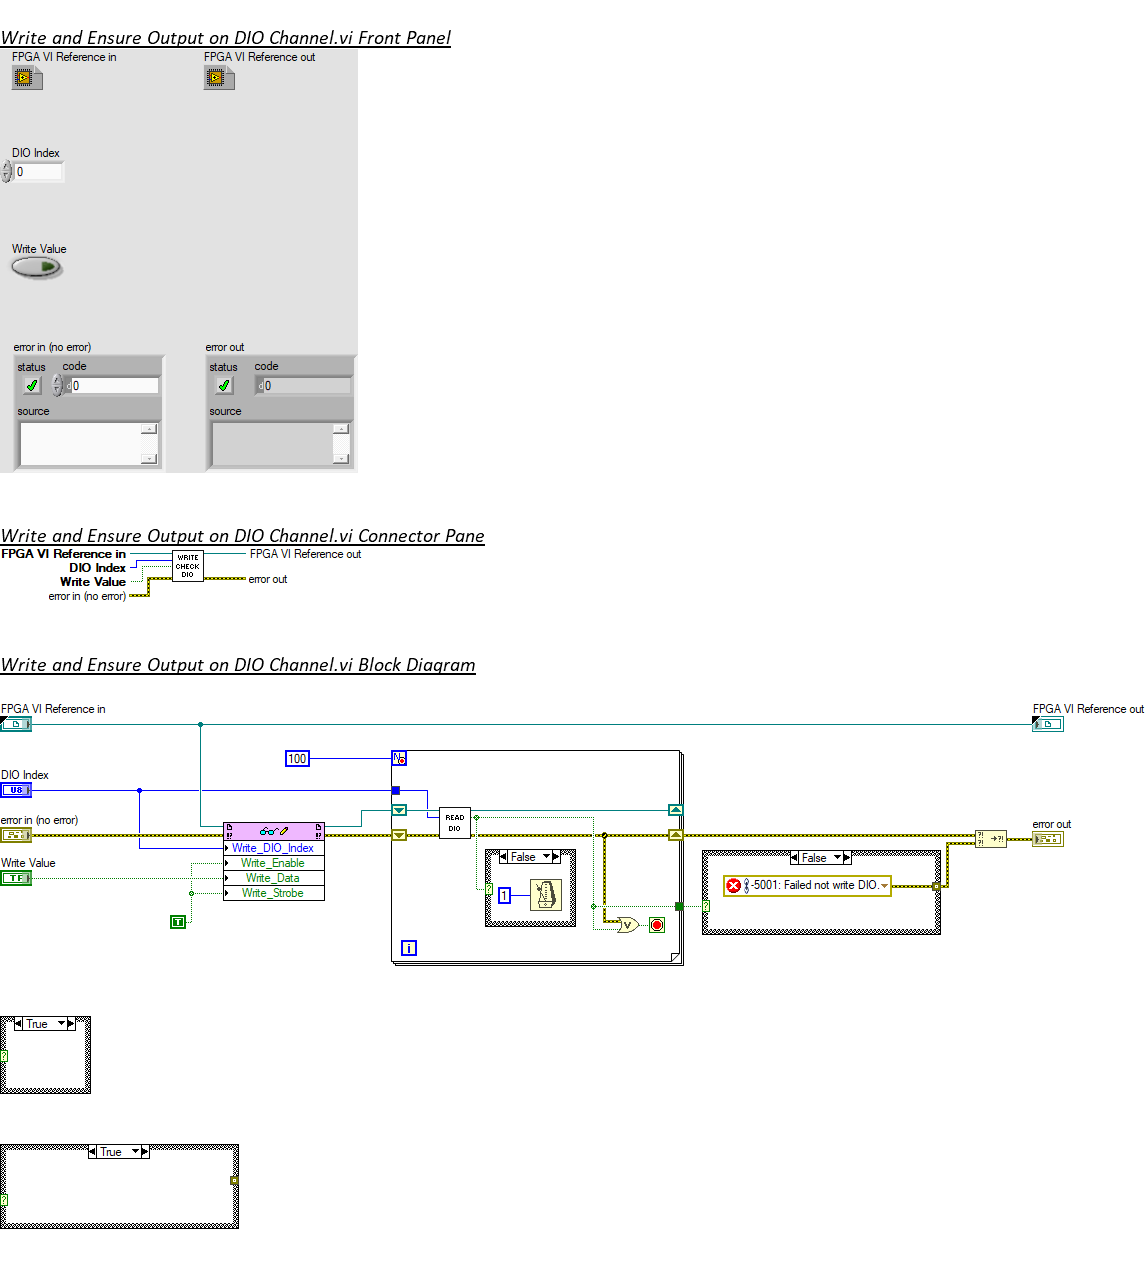 Write and Ensure Output on DIO Channel.vi Front Panel
FPGA VI Reference in
FPGA VI Reference out
DIO Index
0
Write Value
error in (no error)
error out
status code
status code
d0
d0
source
source
Write and Ensure Output on DIO Channel.vi Connector Pane
FPGA VI Reference in
DIO Index
Write Value
error in (no error)
WRITE
CHECK
DIO
FPGA VI Reference out
error out
Write and Ensure Output on DIO Channel.vi Block Diagram
FPGA VI Reference in
FPGA VI Reference out
100
N
DIO Index
U8
error in (no error)
READ
DIO
error out
Write_DIO_Index
Write_Enable
Write_Data
Write_Strobe
Write Value
TF
T
False
1
V
i
False
-5001: Failed not write DIO.
True
True